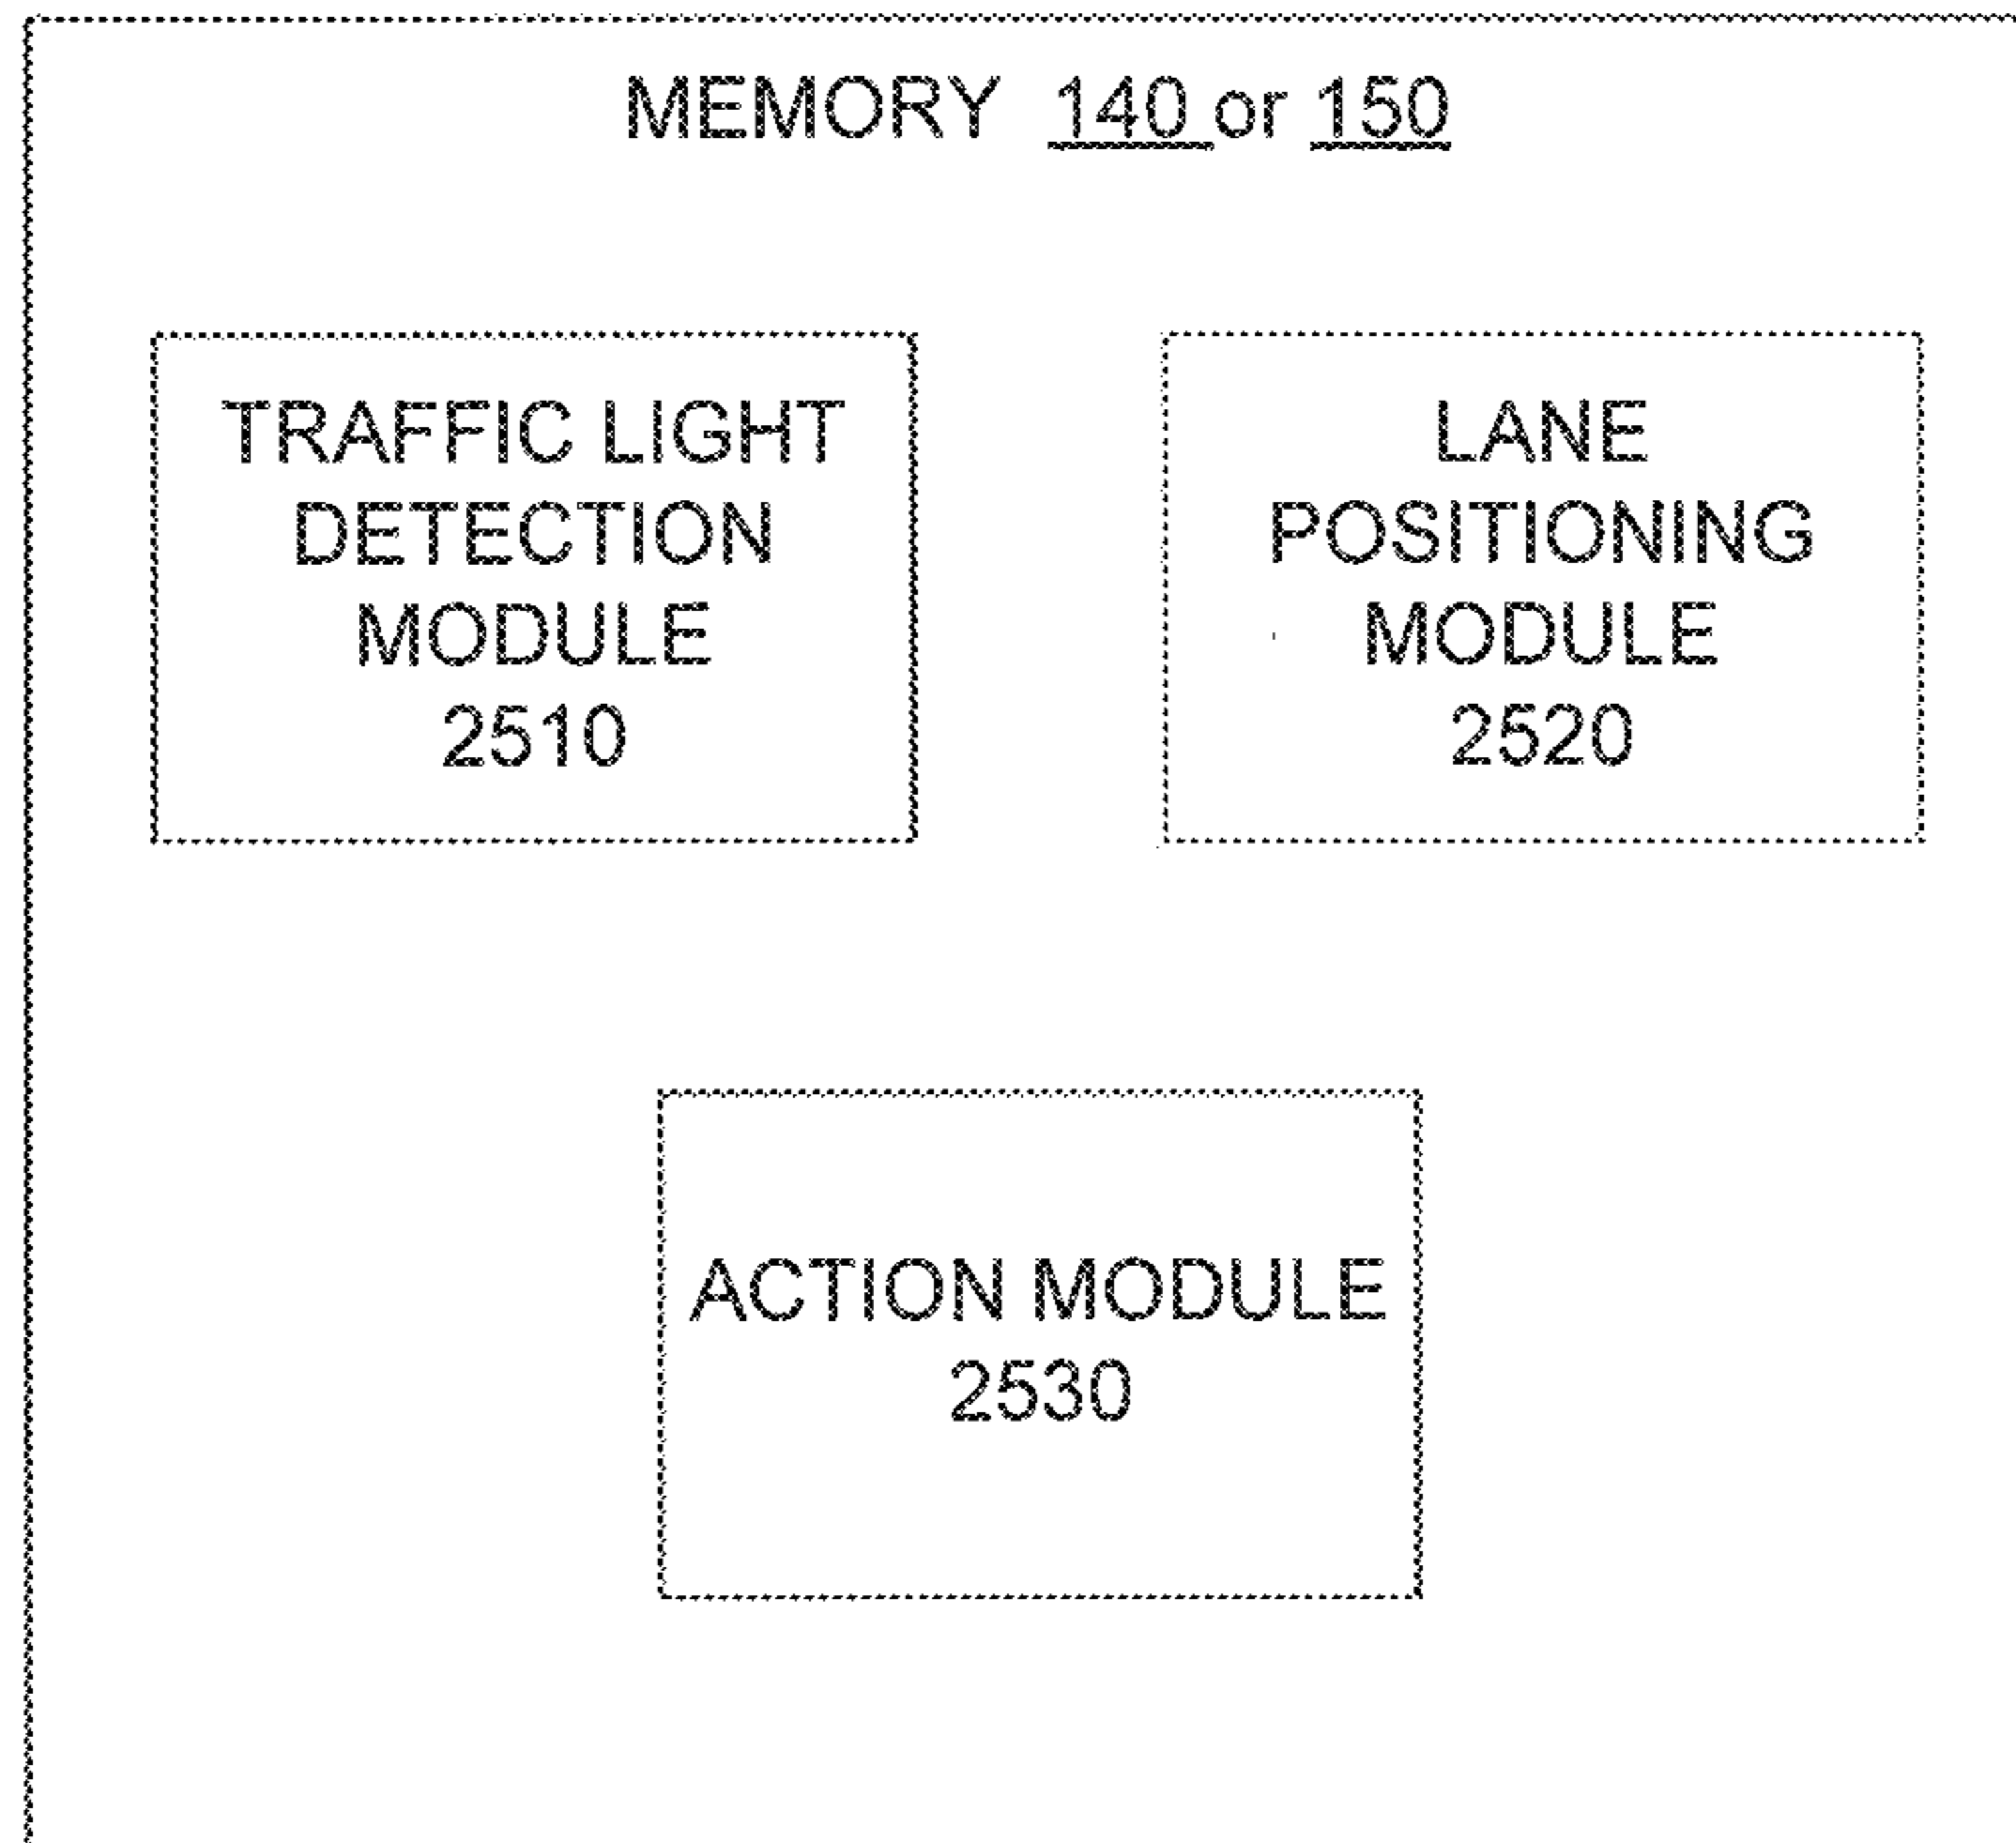 MEMORY 140 or 150
TRAFFIC LIGHT
DETECTION
MODULE
2510
LANE
POSITIONING
MODULE
2520
ACTION MODULE
2530